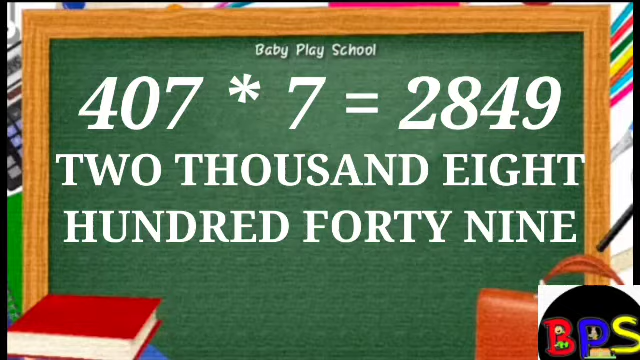 Baby Play School
407 * 7 = 2849
TWO THOUSAND EIGHT
HUNDRED FORTY NINE
BPS